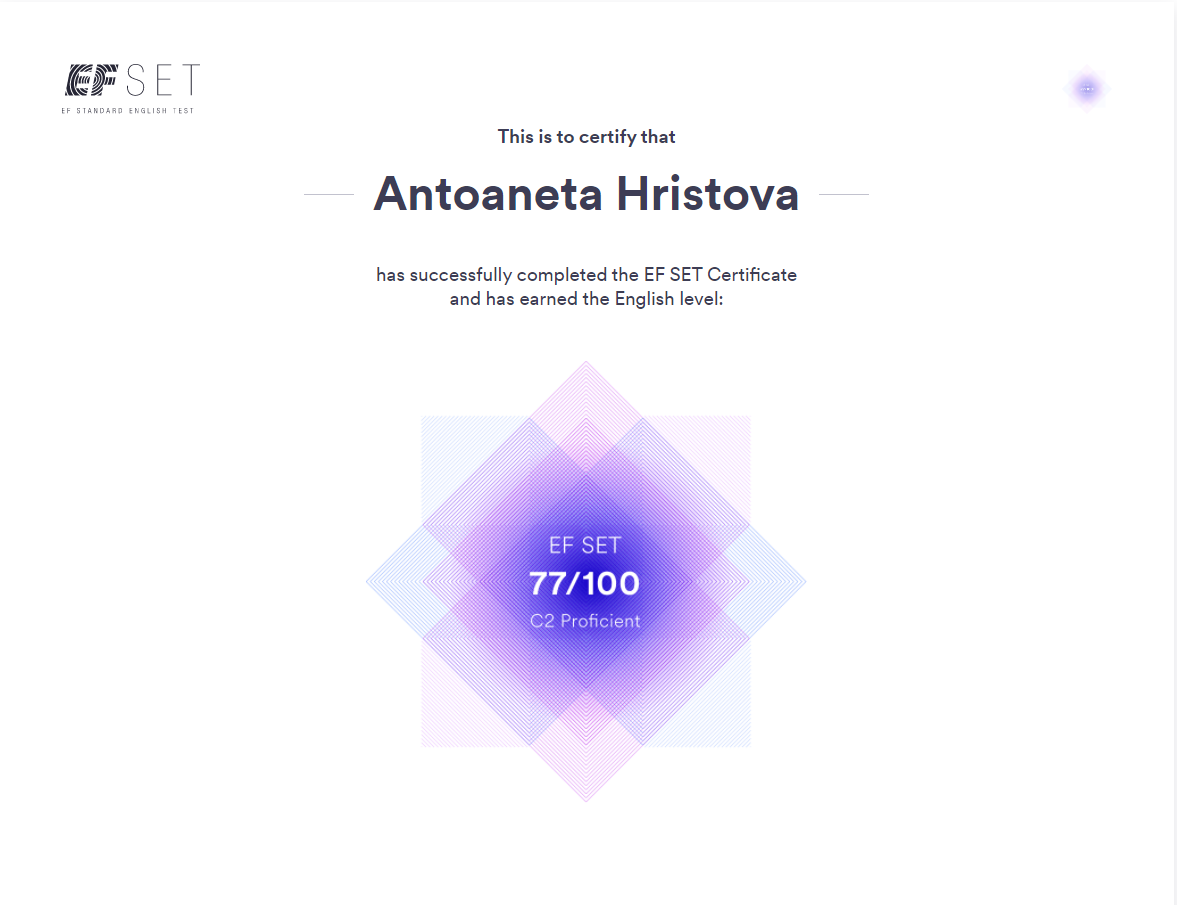 EF SET
EF STANDARD ENGLISH TEST
This is to certify that
Antoaneta Hristova
has successfully completed the EF SET Certificate
and has earned the English level:
EF SET
77/100
C2 Proficient